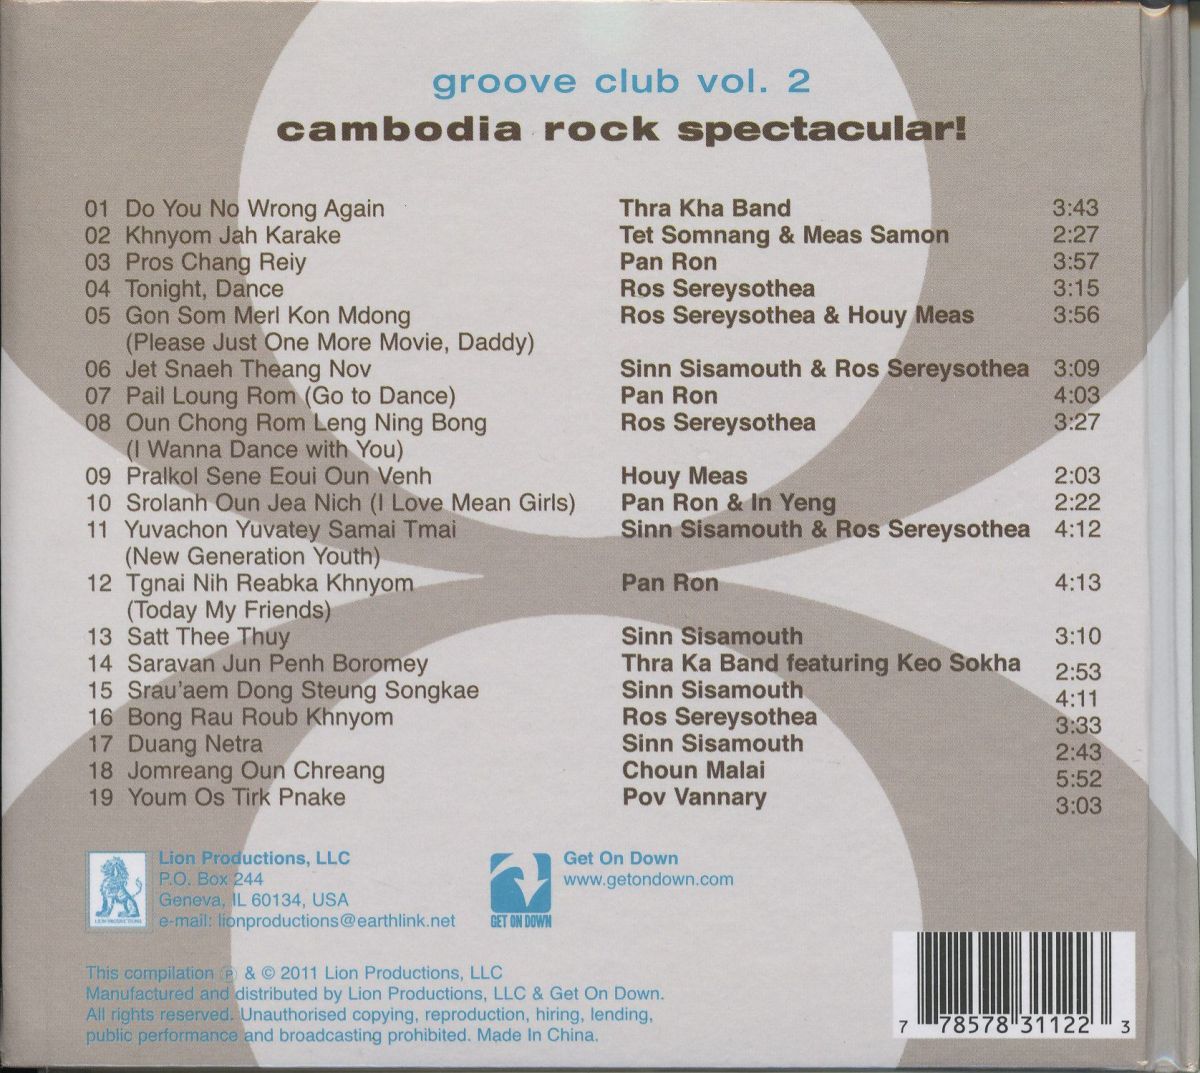 groove club vol. 2
cambodia rock spectacular!
01 Do You No Wrong Again Thra Kha Band 3:43
02 Khnyom Jah Karake Tet Somnang & Meas Samon 2:27
03 Pros Chang Reiy Pan Ron 3:57
04 Tonight, Dance Ros Sereysothea 3:15
05 Gon Som Merl Kon Mdong Ros Sereysothea & Houy Meas 3:56
(Please Just One More Movie, Daddy)
06 Jet Snaeh Theang Nov Sinn Sisamouth & Ros Sereysothea 3:09
07 Pail Loung Rom (Go to Dance) Pan Ron 4:03
08 Oun Chong Rom Leng Ning Bong Ros Sereysothea 3:27
(I Wanna Dance with You)
09 Pralkol Sene Eoui Oun Venh Houy Meas 2:03
10 Srolanh Oun Jea Nich (I Love Mean Girls) Pan Ron & In Yeng 2:22
11 Yuvachon Yuvatey Samai Tmai Sinn Sisamouth & Ros Sereysothea 4:12
(New Generation Youth)
12 Tgnai Nih Reabka Khnyom Pan Ron 4:13
(Today My Friends)
13 Satt Thee Thuy Sinn Sisamouth 3:10
14 Saravan Jun Penh Boromey Thra Ka Band featuring Keo Sokha 2:53
15 Srau'aem Dong Steung Songkae Sinn Sisamouth 4:11
16 Bong Rau Roub Khnyom Ros Sereysothea 3:33
17 Duang Netra Sinn Sisamouth 2:43
18 Jomreang Oun Chreang Choun Malai 5:52
19 Youm Os Tirk Pnake Pov Vannary 3:03
Lion Productions, LLC
P.O. Box 244
Geneva, IL 60134, USA
e-mail: lionproductions@earthlink.net
LION PRODUCTIONS
Get On Down
www.getondown.com
GET ON DOWN
This compilation ℗ & © 2011 Lion Productions, LLC
Manufactured and distributed by Lion Productions, LLC & Get On Down.
All rights reserved. Unauthorised copying, reproduction, hiring, lending,
public performance and broadcasting prohibited. Made In China.
7 78578 31122 3